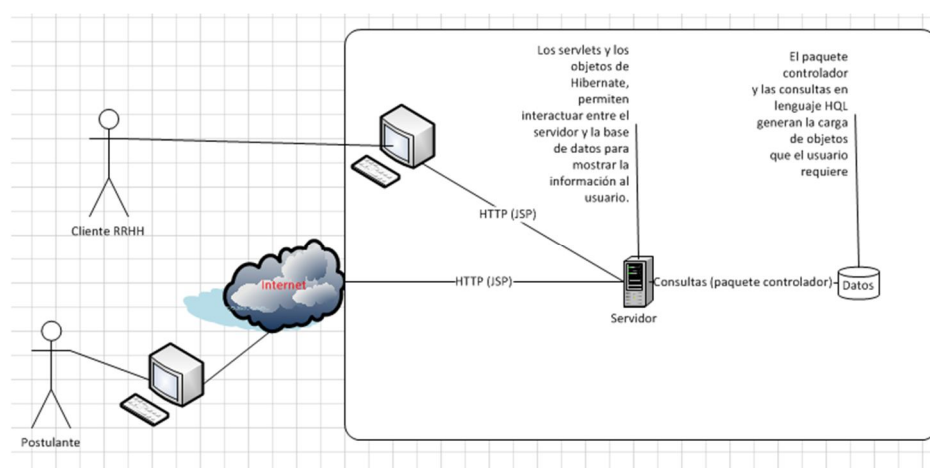 Los servlets y los
objetos de
Hibernate,
permiten
interactuar entre el
servidor y la base
de datos para
mostrar la
información al
usuario.
El paquete
controlador
y las consultas en
lenguaje HQL
generan la carga
de objetos
que el usuario
requiere
Cliente RRHH
HTTP (JSP)
Internet
HTTP (JSP)
Consultas (paquete controlador)
Datos
Servidor
Postulante